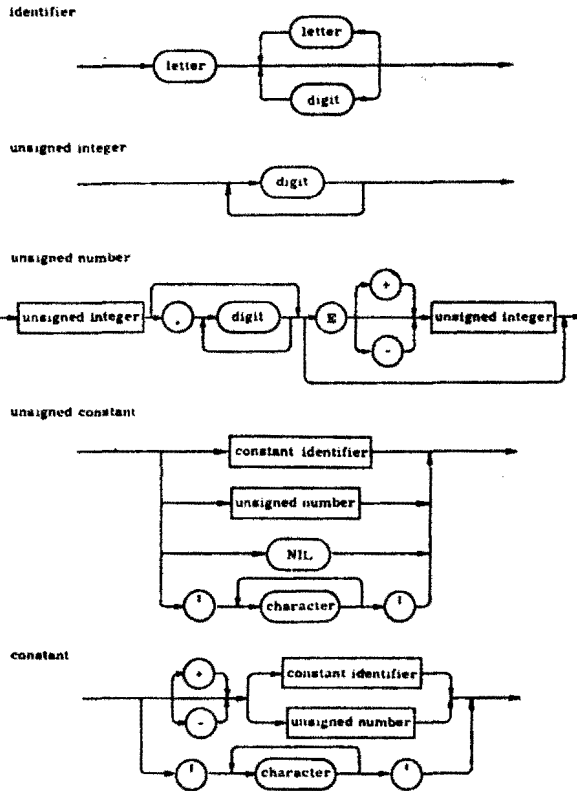 identifier
letter
letter
digit
unsigned integer
digit
unsigned number
unsigned integer . digit E + - unsigned integer
unsigned constant
constant identifier
unsigned number
NIL
' character '
constant
+ constant identifier
- unsigned number
' character '